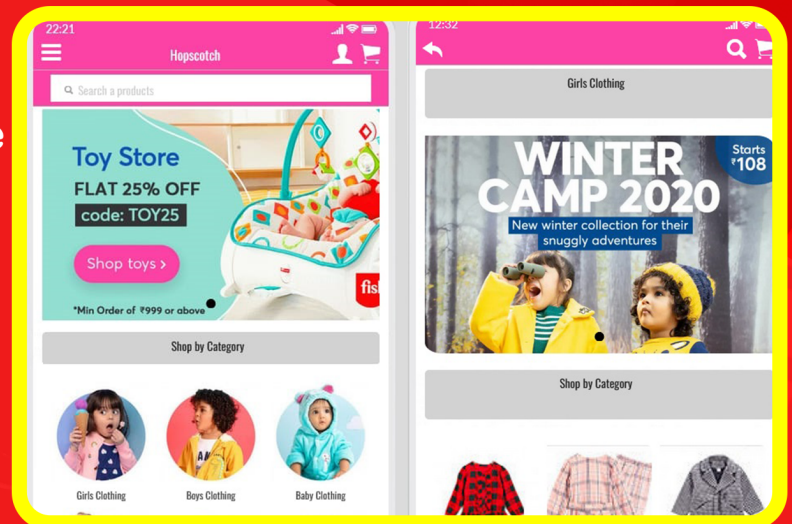 22:21
Hopscotch
Search a products
Toy Store
FLAT 25% OFF
code: TOY25
Shop toys >
*Min Order of ₹999 or above
fis
Shop by Category
Girls Clothing
Boys Clothing
Baby Clothing
12:32
Girls Clothing
WINTER
CAMP 2020
Starts
₹108
New winter collection for their
snuggly adventures
Shop by Category